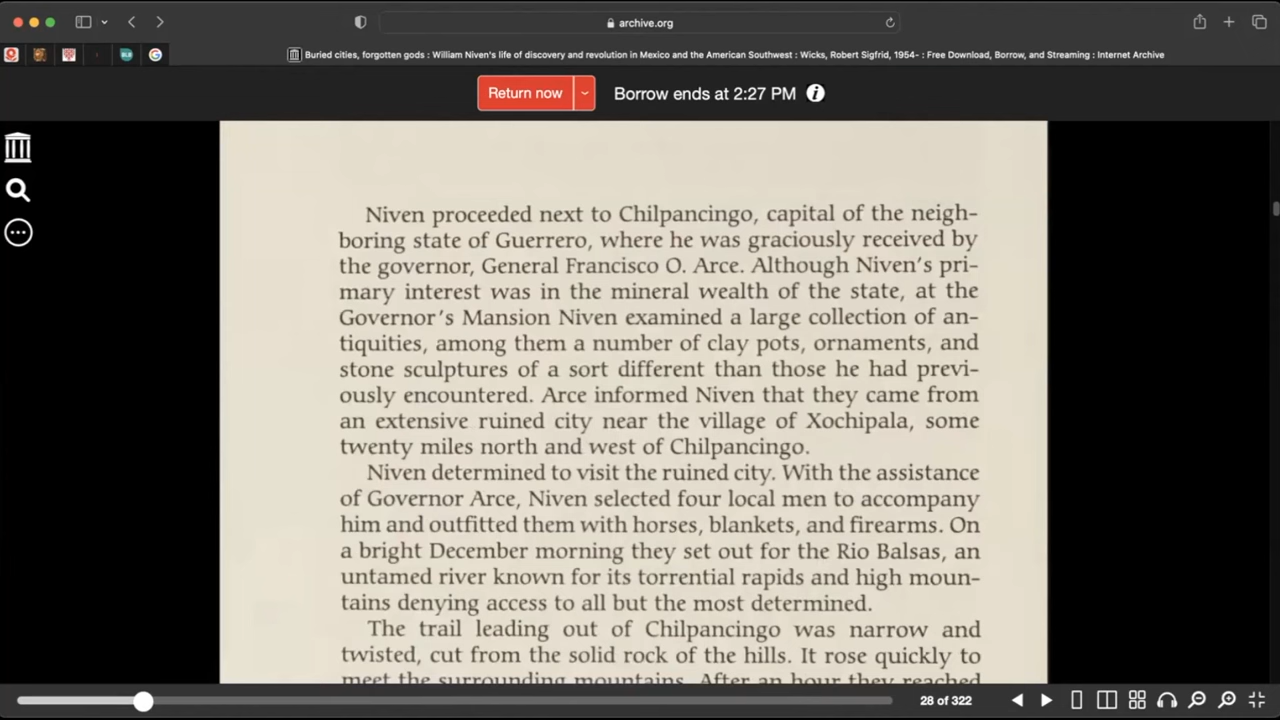 archive.org
Buried cities, forgotten gods : William Niven's life of discovery and revolution in Mexico and the American Southwest : Wicks, Robert Sigfrid, 1954- : Free Download, Borrow, and Streaming : Internet Archive
Return now
Borrow ends at 2:27 PM
Niven proceeded next to Chilpancingo, capital of the neigh-
boring state of Guerrero, where he was graciously received by
the governor, General Francisco O. Arce. Although Niven's pri-
mary interest was in the mineral wealth of the state, at the
Governor's Mansion Niven examined a large collection of an-
tiquities, among them a number of clay pots, ornaments, and
stone sculptures of a sort different than those he had previ-
ously encountered. Arce informed Niven that they came from
an extensive ruined city near the village of Xochipala, some
twenty miles north and west of Chilpancingo.
Niven determined to visit the ruined city. With the assistance
of Governor Arce, Niven selected four local men to accompany
him and outfitted them with horses, blankets, and firearms. On
a bright December morning they set out for the Rio Balsas, an
untamed river known for its torrential rapids and high moun-
tains denying access to all but the most determined.
The trail leading out of Chilpancingo was narrow and
twisted, cut from the solid rock of the hills. It rose quickly to
meet the surrounding mountains. After an hour they reached
28 of 322